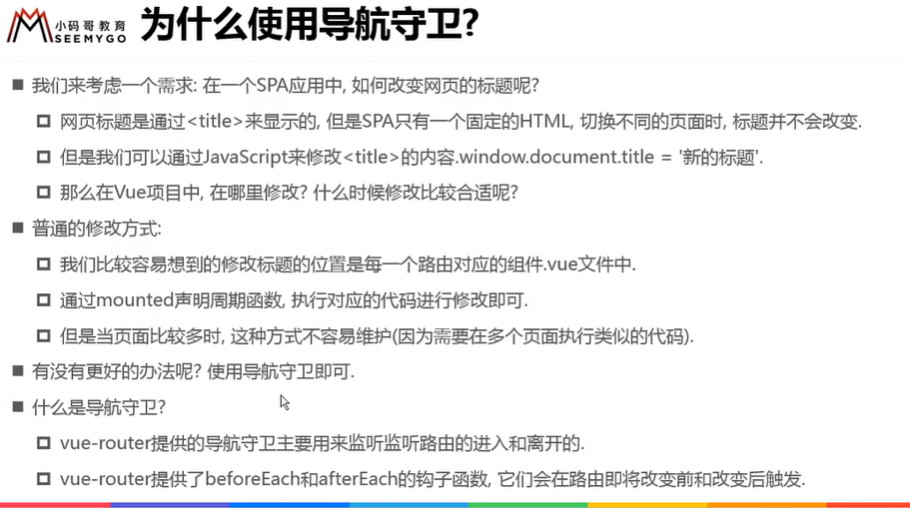 小码哥教育
SEEMYGO
为什么使用导航守卫?
我们来考虑一个需求: 在一个SPA应用中, 如何改变网页的标题呢?
网页标题是通过<title>来显示的, 但是SPA只有一个固定的HTML, 切换不同的页面时, 标题并不会改变.
但是我们可以通过JavaScript来修改<title>的内容.window.document.title = '新的标题'.
那么在Vue项目中, 在哪里修改? 什么时候修改比较合适呢?
普通的修改方式:
我们比较容易想到的修改标题的位置是每一个路由对应的组件.vue文件中.
通过mounted声明周期函数, 执行对应的代码进行修改即可.
但是当页面比较多时, 这种方式不容易维护(因为需要在多个页面执行类似的代码).
有没有更好的办法呢? 使用导航守卫即可.
什么是导航守卫?
vue-router提供的导航守卫主要用来监听监听路由的进入和离开的.
vue-router提供了beforeEach和afterEach的钩子函数, 它们会在路由即将改变前和改变后触发.